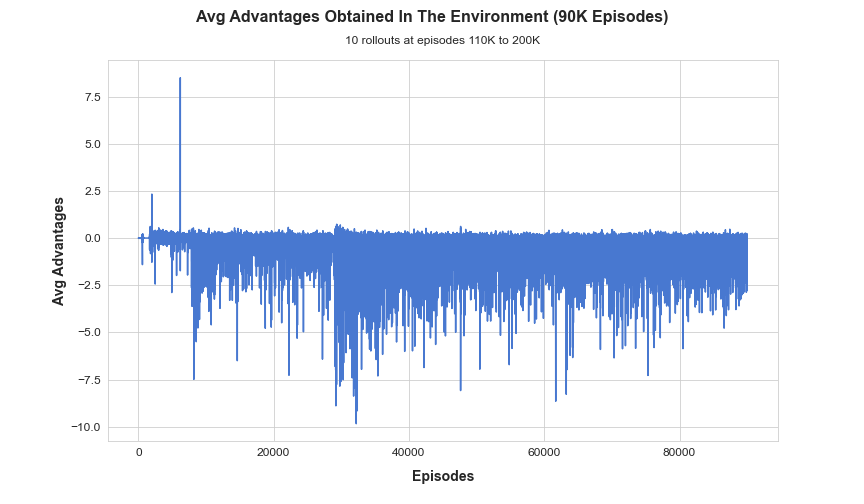 Avg Advantages Obtained In The Environment (90K Episodes)
10 rollouts at episodes 110K to 200K
7.5
5.0
2.5
0.0
−2.5
−5.0
−7.5
−10.0
Avg Advantages
0 20000 40000 60000 80000
Episodes